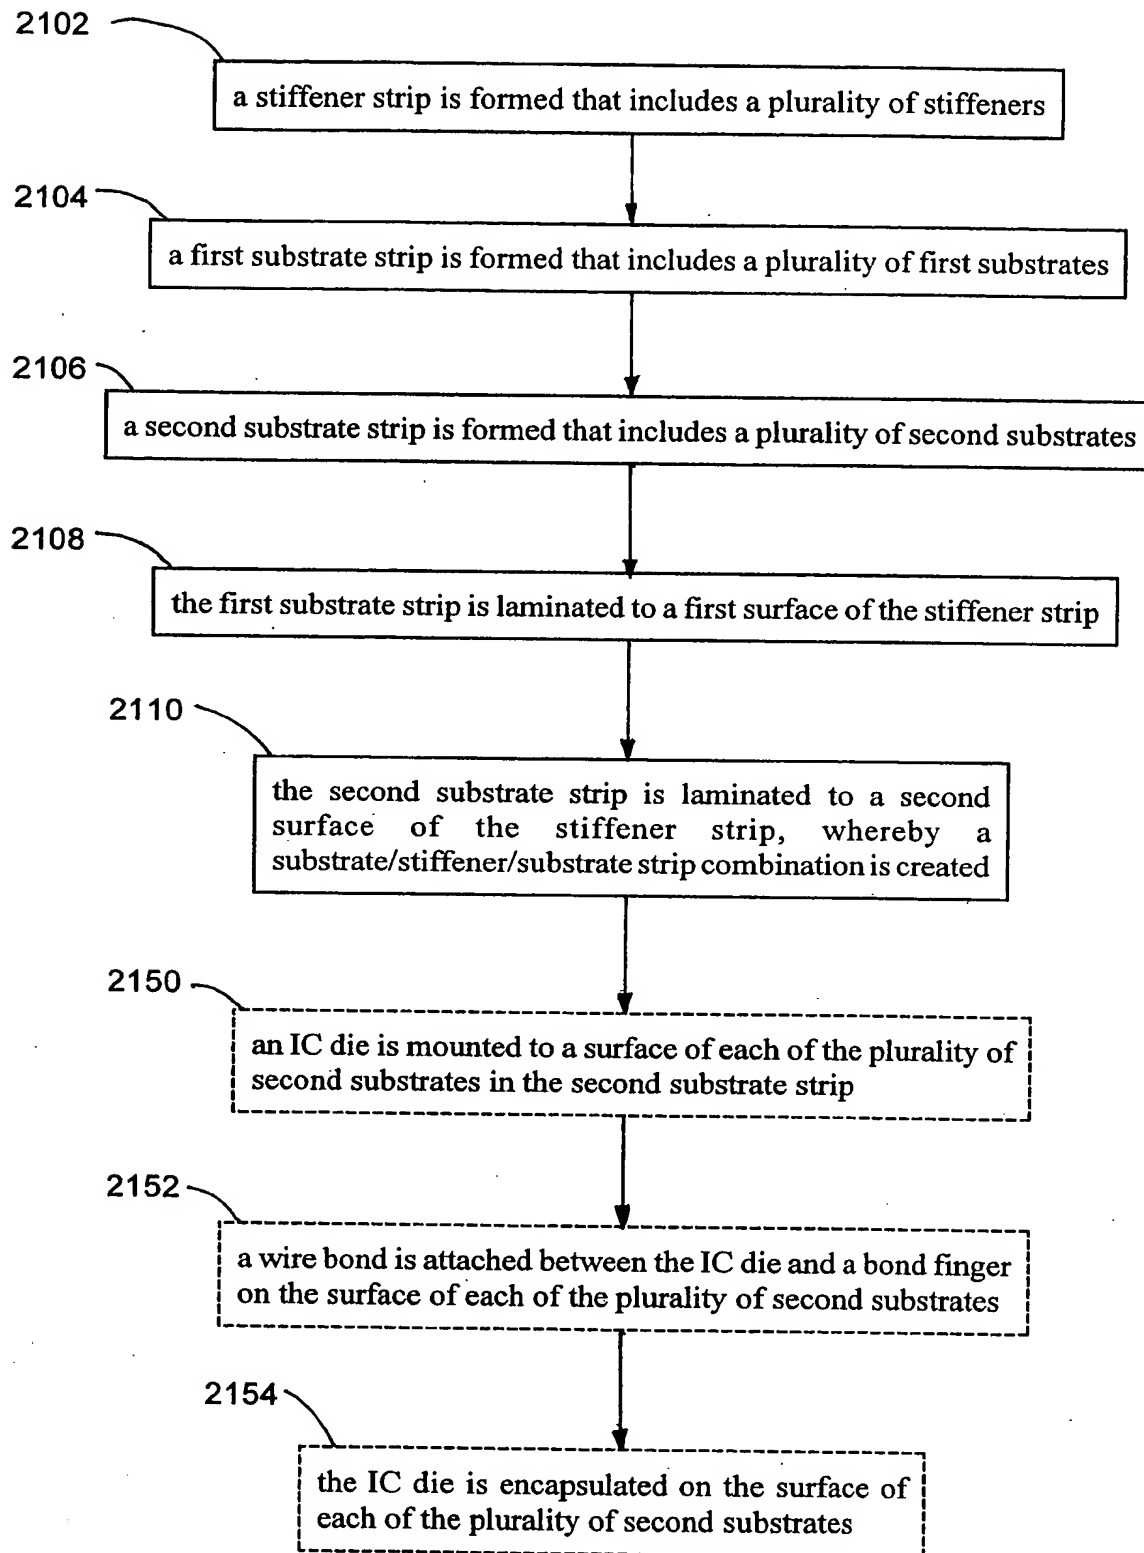 2102
a stiffener strip is formed that includes a plurality of stiffeners
2104
a first substrate strip is formed that includes a plurality of first substrates
2106
a second substrate strip is formed that includes a plurality of second substrates
2108
the first substrate strip is laminated to a first surface of the stiffener strip
2110
the second substrate strip is laminated to a second
surface of the stiffener strip, whereby a
substrate/stiffener/substrate strip combination is created
2150
an IC die is mounted to a surface of each of the plurality of
second substrates in the second substrate strip
2152
a wire bond is attached between the IC die and a bond finger
on the surface of each of the plurality of second substrates
2154
the IC die is encapsulated on the surface of
each of the plurality of second substrates